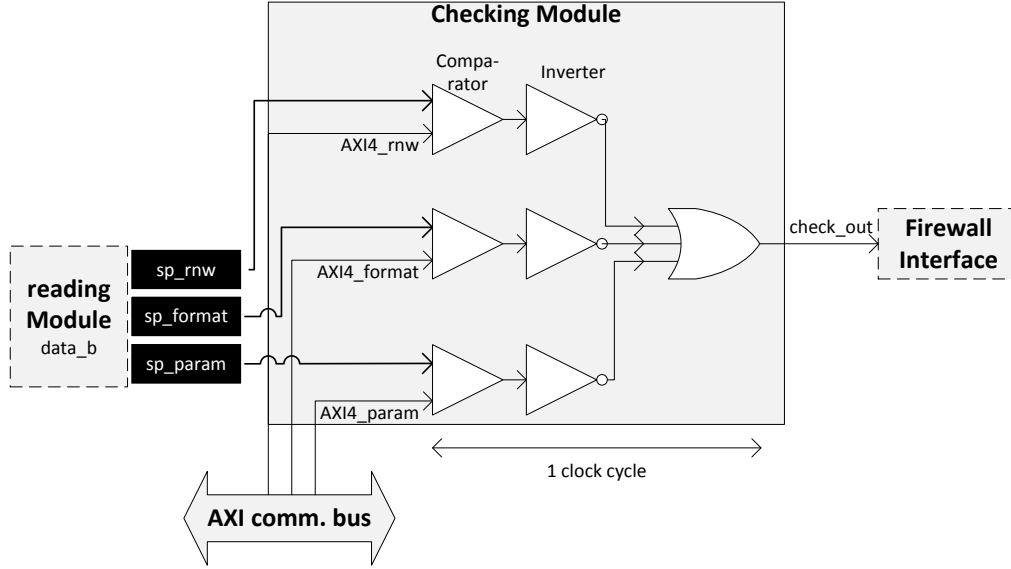 Checking Module
Compa-
rator
Inverter
AXI4_rnw
sp_rnw
sp_format
sp_param
reading
Module
data_b
AXI4_format
AXI4_param
check_out
Firewall
Interface
1 clock cycle
AXI comm. bus